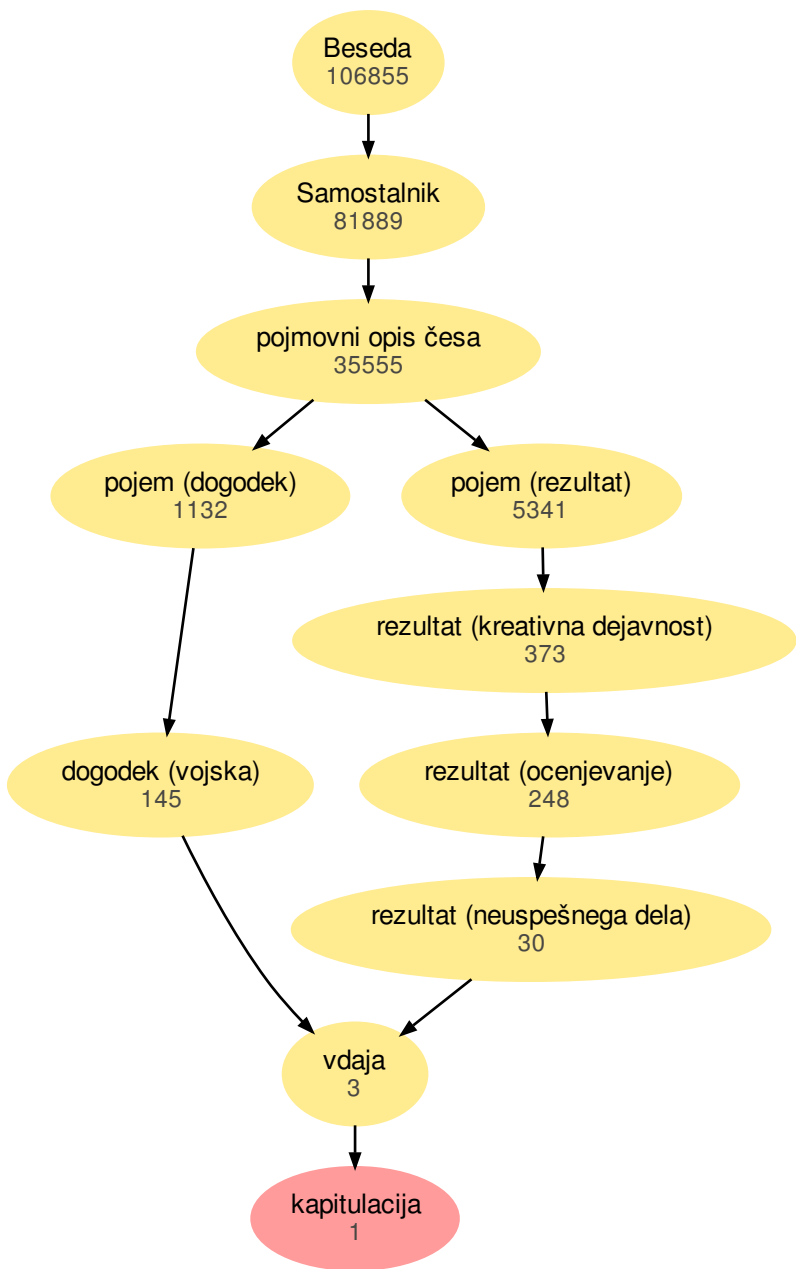 Beseda
106855
Samostalnik
81889
pojmovni opis česa
35555
pojem (dogodek)
1132
pojem (rezultat)
5341
rezultat (kreativna dejavnost)
373
dogodek (vojska)
145
rezultat (ocenjevanje)
248
rezultat (neuspešnega dela)
30
vdaja
3
kapitulacija
1